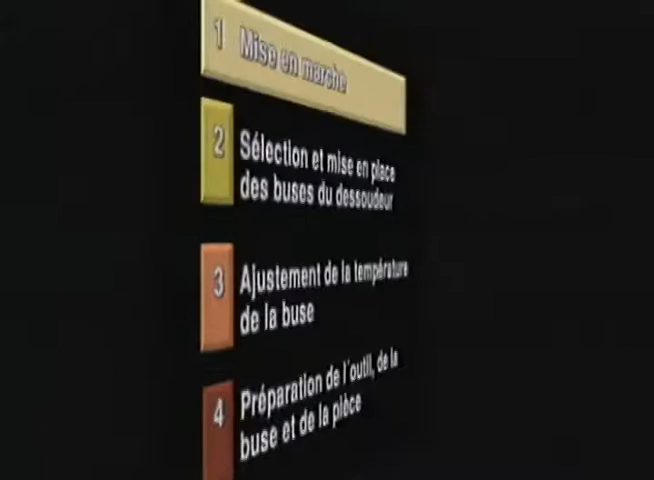 1 Mise en marche
2 Sélection et mise en place
des buses du dessoudeur
3 Ajustement de la température
de la buse
4 Préparation de l'outil, de la
buse et de la pièce